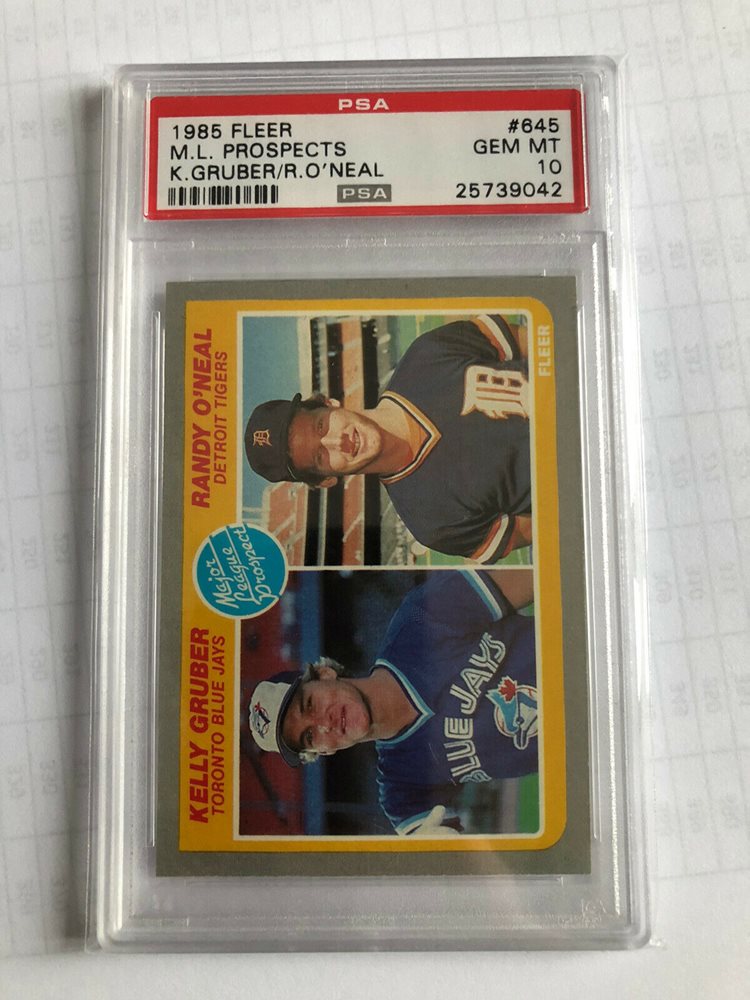 PSA
1985 FLEER #645
M.L. PROSPECTS GEM MT
K.GRUBER/R.O'NEAL 10
PSA 25739042
KELLY GRUBER
TORONTO BLUE JAYS
Major
League
Prospect
RANDY O'NEAL
DETROIT TIGERS
BLUE JAYS
D
D
FLEER